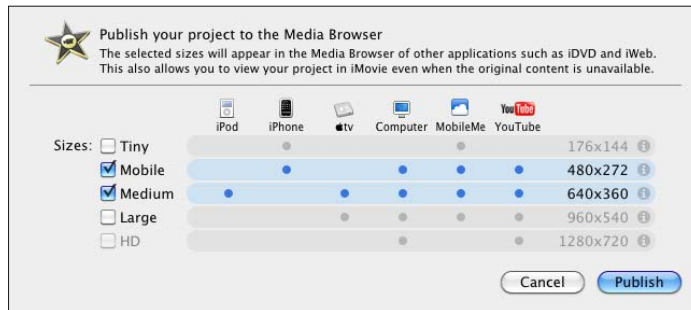 Publish your project to the Media Browser
The selected sizes will appear in the Media Browser of other applications such as iDVD and iWeb.
This also allows you to view your project in iMovie even when the original content is unavailable.
iPod iPhone tv Computer MobileMe YouTube
Sizes: Tiny 176x144
Mobile 480x272
Medium 640x360
Large 960x540
HD 1280x720
Cancel Publish